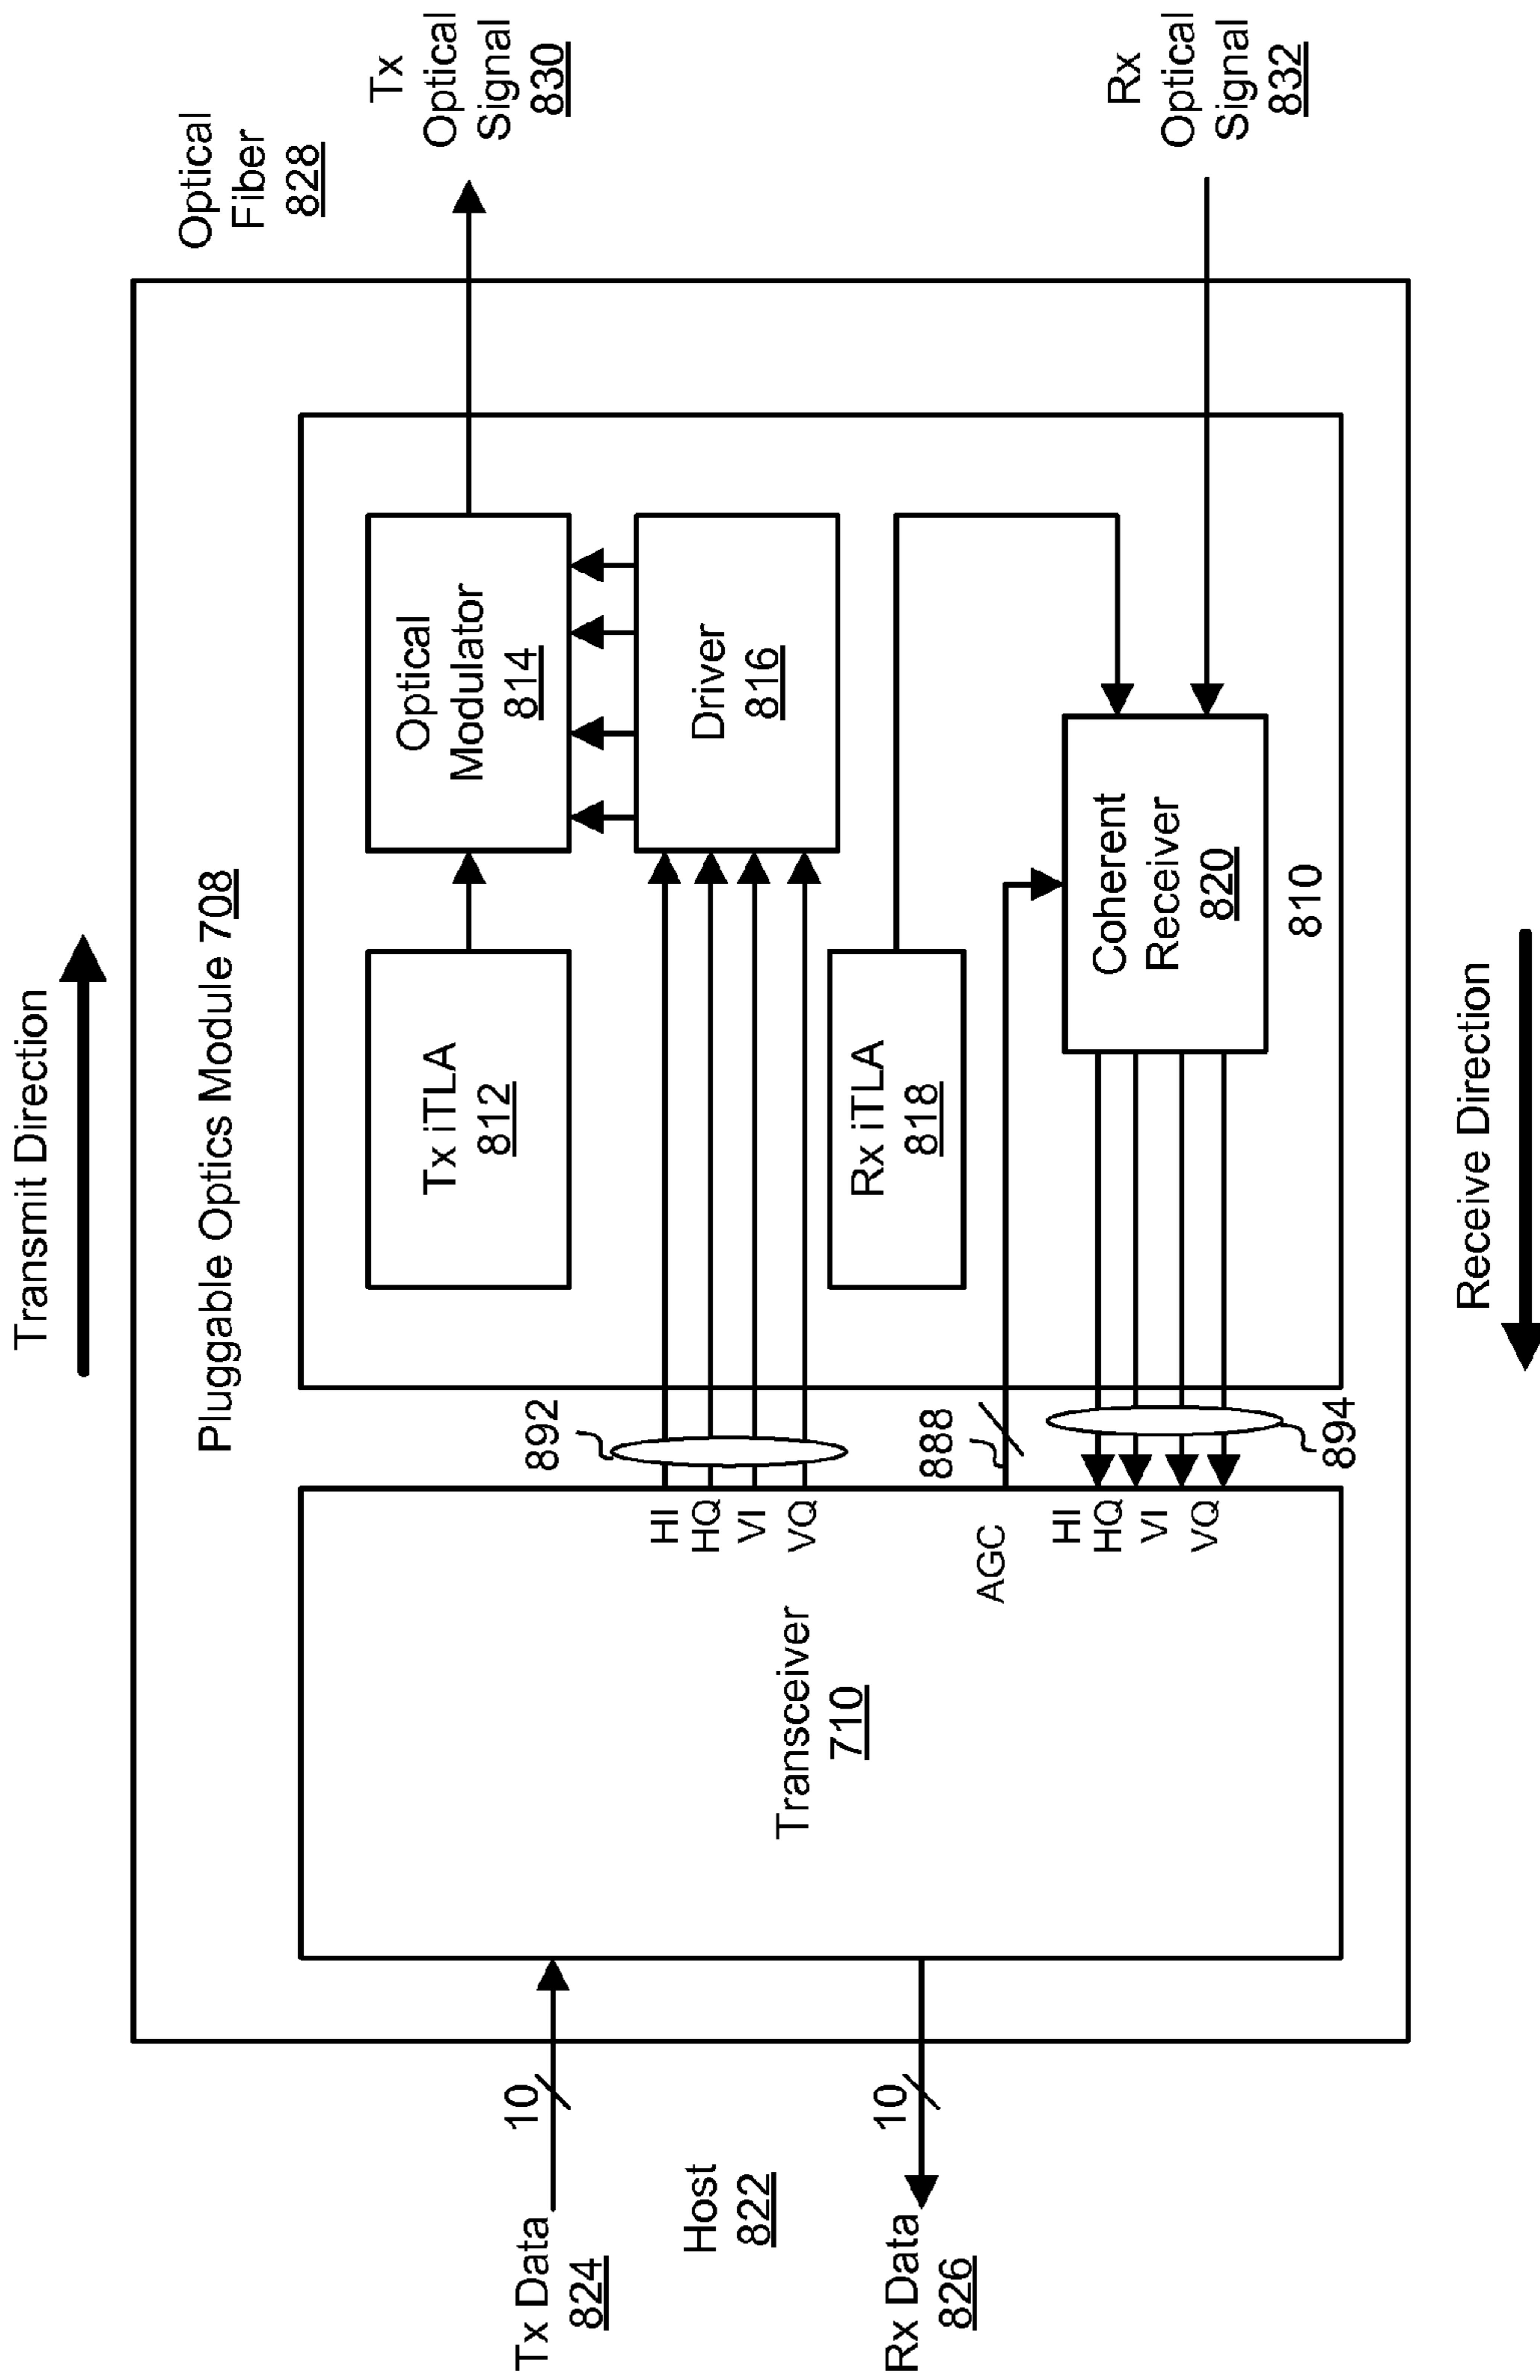 Transmit Direction
Pluggable Optics Module 708
Optical
Fiber
828
Tx Data
824
10
Host
822
Rx Data
826
10
Transceiver
710
HI
HQ
VI
VQ
AGC
HI
HQ
VI
VQ
892
888
894
Tx iTLA
812
Optical
Modulator
814
Driver
816
Rx iTLA
818
Coherent
Receiver
820
810
Tx
Optical
Signal
830
Rx
Optical
Signal
832
Receive Direction